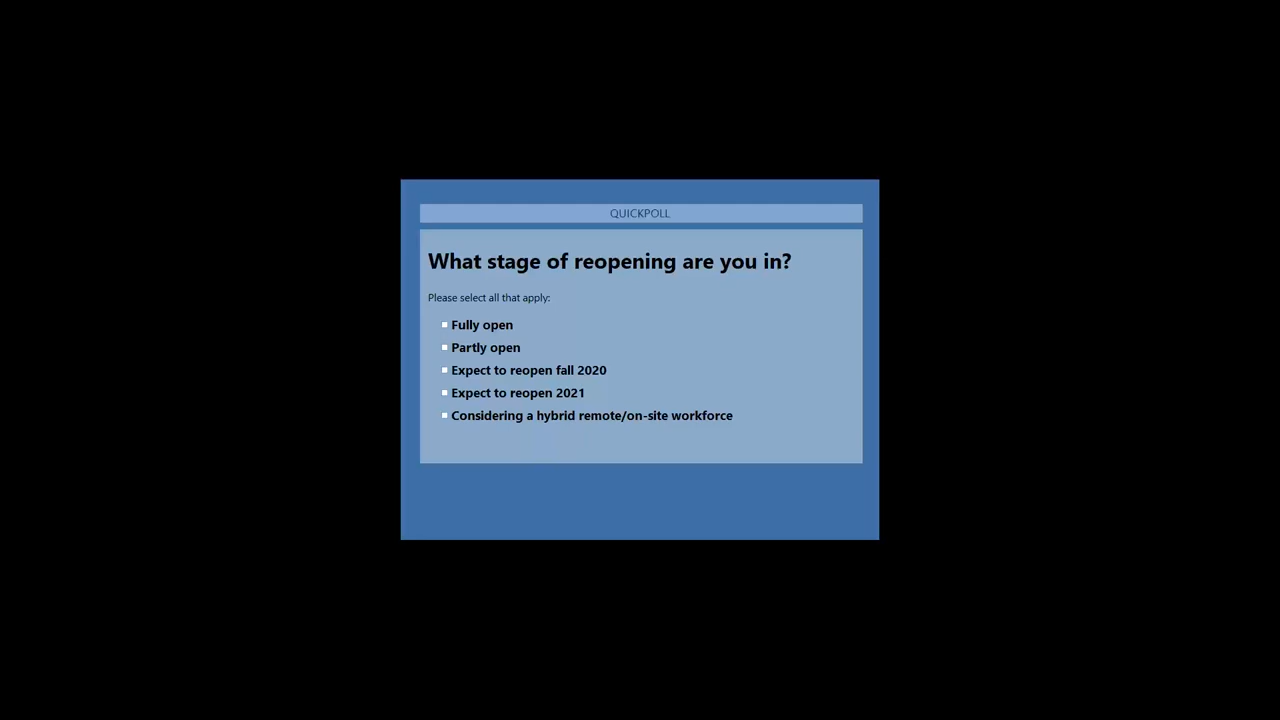 QUICKPOLL
What stage of reopening are you in?
Please select all that apply:
Fully open
Partly open
Expect to reopen fall 2020
Expect to reopen 2021
Considering a hybrid remote/on-site workforce